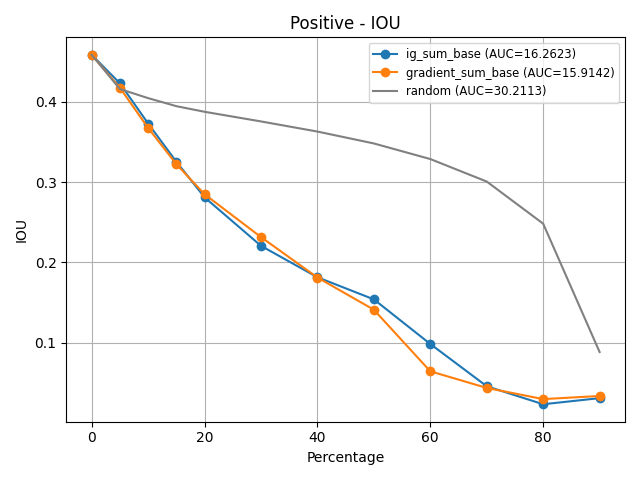 Positive - IOU
ig_sum_base (AUC=16.2623)
gradient_sum_base (AUC=15.9142)
random (AUC=30.2113)
IOU
0.4
0.3
0.2
0.1
0 20 40 60 80
Percentage